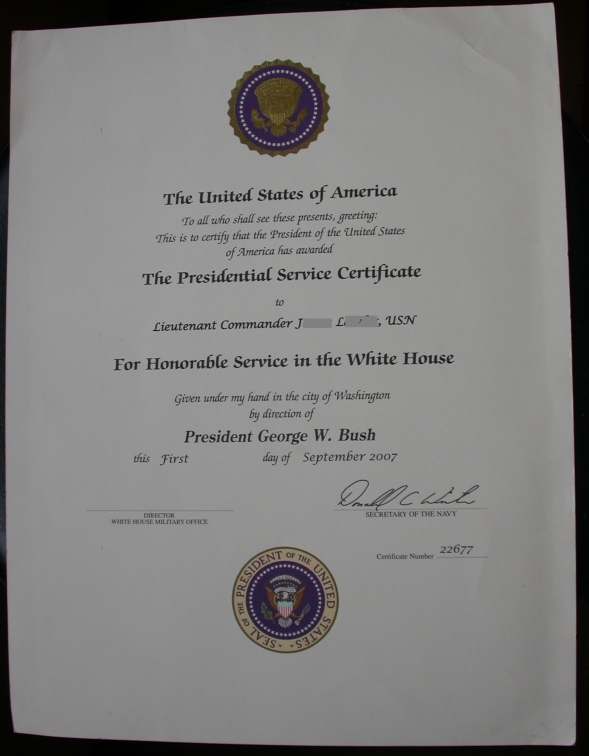 The United States of America
To all who shall see these presents, greeting:
This is to certify that the President of the United States
of America has awarded
The Presidential Service Certificate
to
Lieutenant Commander J L , USN
For Honorable Service in the White House
Given under my hand in the city of Washington
by direction of
President George W. Bush
this First day of September 2007
DIRECTOR
WHITE HOUSE MILITARY OFFICE
SECRETARY OF THE NAVY
Certificate Number 22677
SEAL OF THE PRESIDENT OF THE UNITED STATES